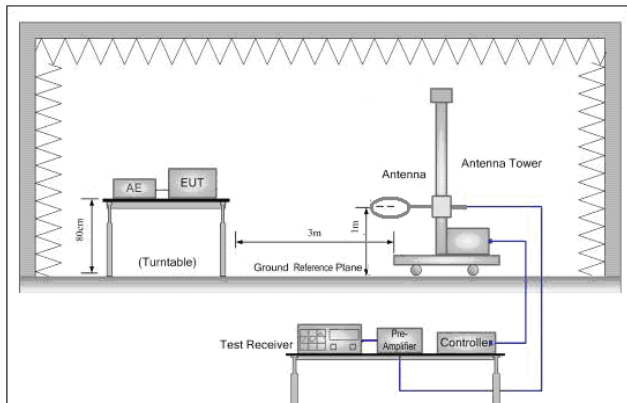 Antenna
Antenna Tower
AE
EUT
80cm
(Turntable)
3m
1m
Ground Reference Plane
Test Receiver
Pre-
Amplifier
Controller